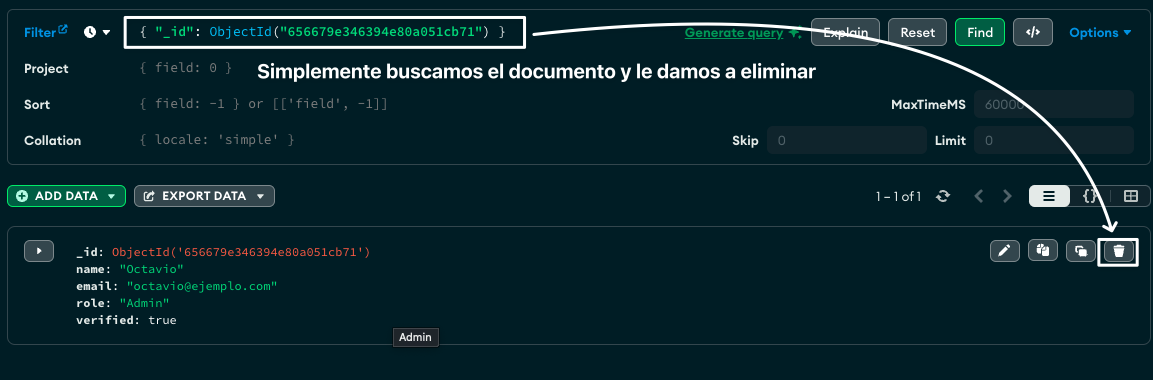 Filter { "_id": ObjectId("656679e346394e80a051cb71") } Generate query Explain Reset Find </> Options
Simplemente buscamos el documento y le damos a eliminar
Project { field: 0 }
Sort { field: -1 } or [['field', -1]] MaxTimeMS 60000
Collation { locale: 'simple' } Skip 0 Limit 0
ADD DATA EXPORT DATA 1 – 1 of 1 {}
_id: ObjectId('656679e346394e80a051cb71')
name: "Octavio"
email: "octavio@ejemplo.com"
role: "Admin"
verified: true
Admin